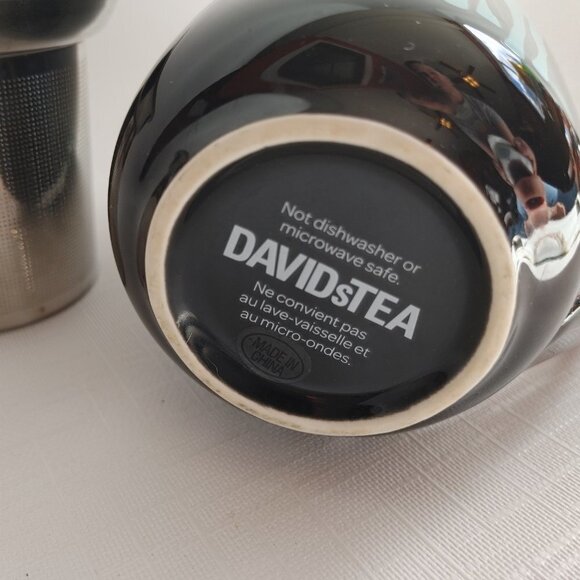 Not dishwasher or
microwave safe.
DAVIDsTEA
Ne convient pas
au lave-vaisselle et
au micro-ondes.
MADE IN
CHINA